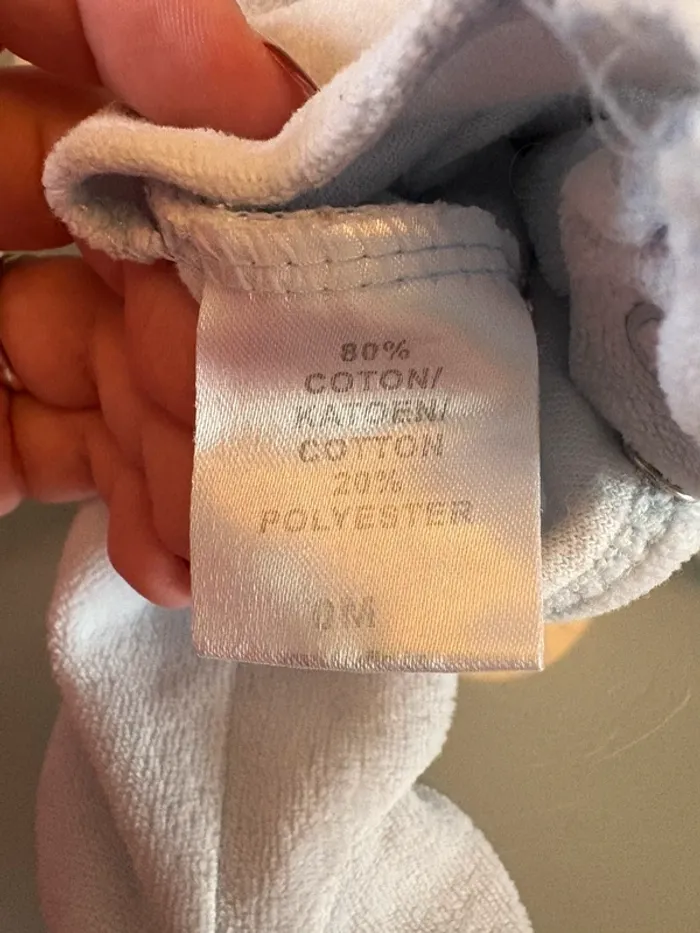 80%
COTON/
KATOEN/
COTTON
20%
POLYESTER
0M